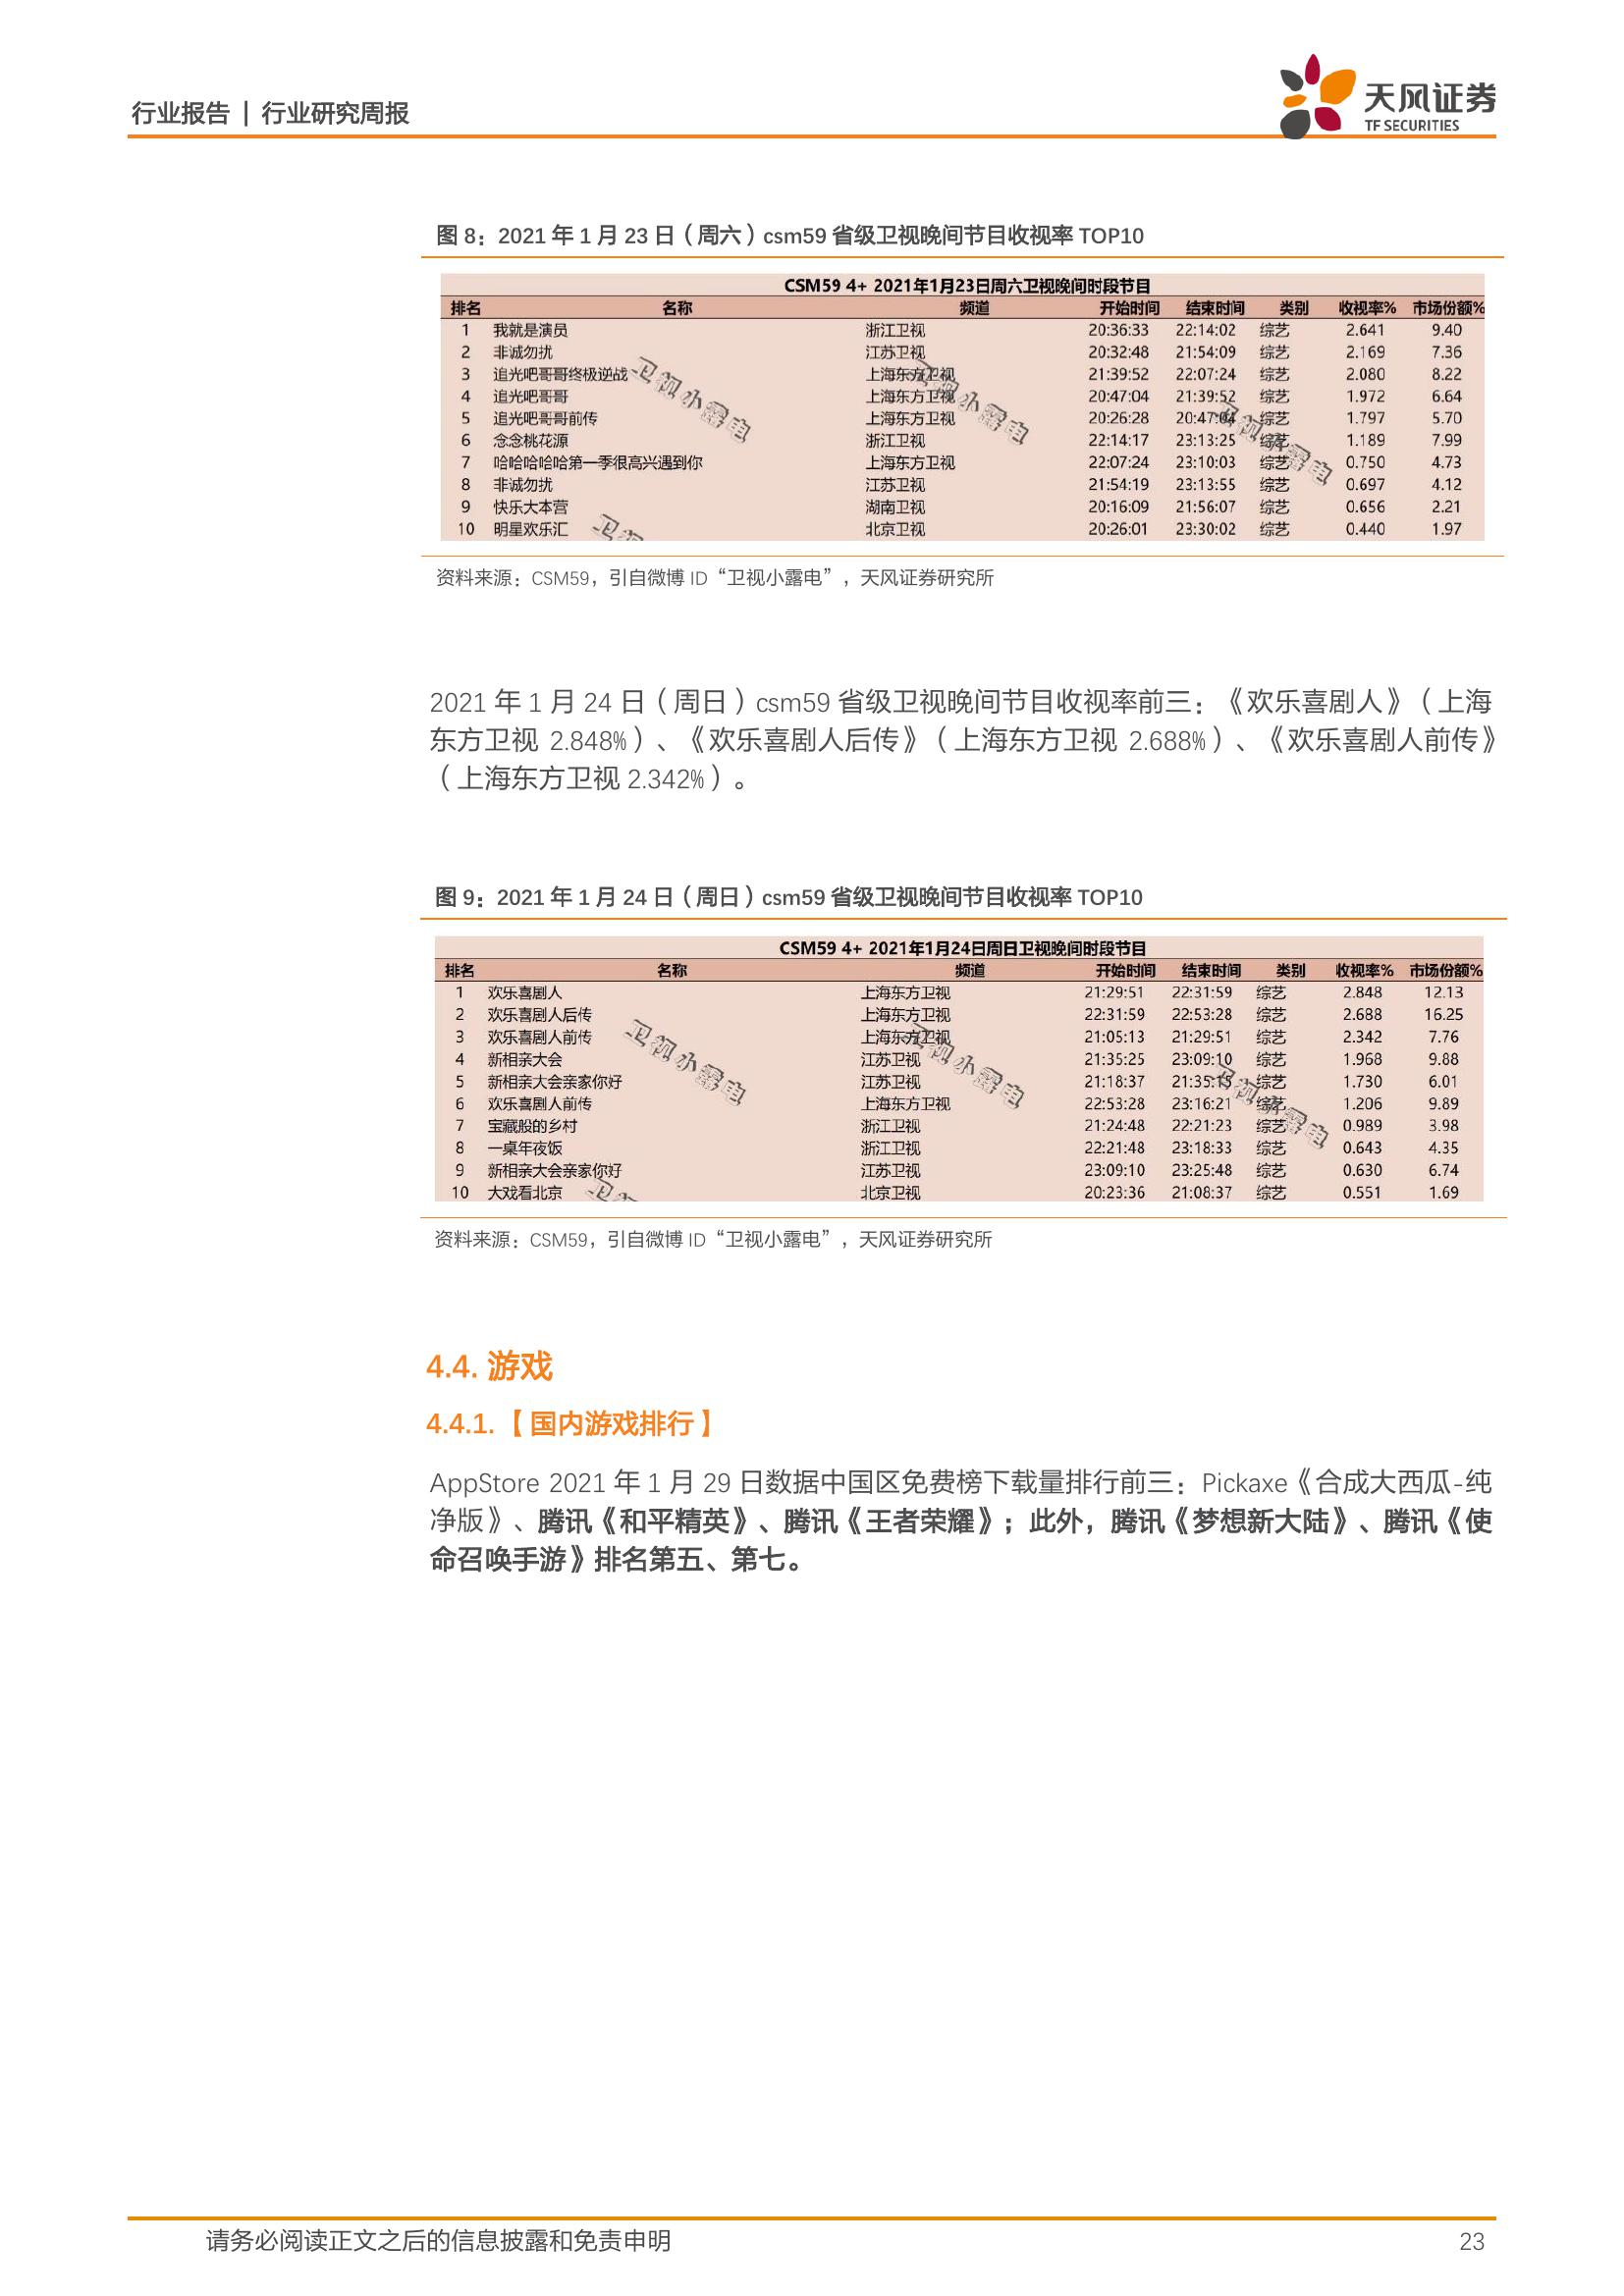 行业报告 | 行业研究周报
天风证券
TF SECURITIES
图 8：2021 年 1 月 23 日（周六）csm59 省级卫视晚间节目收视率 TOP10
CSM59 4+ 2021年1月23日周六卫视晚间时段节目
排名 名称 频道 开始时间 结束时间 类别 收视率% 市场份额%
1 我就是演员 浙江卫视 20:36:33 22:14:02 综艺 2.641 9.40
2 非诚勿扰 江苏卫视 20:32:48 21:54:09 综艺 2.169 7.36
3 追光吧哥哥终极逆战 上海东方卫视 21:39:52 22:07:24 综艺 2.080 8.22
4 追光吧哥哥 上海东方卫视 20:47:04 21:39:52 综艺 1.972 6.64
5 追光吧哥哥前传 上海东方卫视 20:26:28 20:47:04 综艺 1.797 5.70
6 念念桃花源 浙江卫视 22:14:17 23:13:25 综艺 1.189 7.99
7 哈哈哈哈哈第一季很高兴遇到你 上海东方卫视 22:07:24 23:10:03 综艺 0.750 4.73
8 非诚勿扰 江苏卫视 21:54:19 23:13:55 综艺 0.697 4.12
9 快乐大本营 湖南卫视 20:16:09 21:56:07 综艺 0.656 2.21
10 明星欢乐汇 北京卫视 20:26:01 23:30:02 综艺 0.440 1.97
卫视小露电
卫视小露电
卫视小露电
资料来源：CSM59，引自微博 ID“卫视小露电”，天风证券研究所
2021 年 1 月 24 日（周日）csm59 省级卫视晚间节目收视率前三：《欢乐喜剧人》（上海
东方卫视 2.848%）、《欢乐喜剧人后传》（上海东方卫视 2.688%）、《欢乐喜剧人前传》
（上海东方卫视 2.342%）。
图 9：2021 年 1 月 24 日（周日）csm59 省级卫视晚间节目收视率 TOP10
CSM59 4+ 2021年1月24日周日卫视晚间时段节目
排名 名称 频道 开始时间 结束时间 类别 收视率% 市场份额%
1 欢乐喜剧人 上海东方卫视 21:29:51 22:31:59 综艺 2.848 12.13
2 欢乐喜剧人后传 上海东方卫视 22:31:59 22:53:28 综艺 2.688 16.25
3 欢乐喜剧人前传 上海东方卫视 21:05:13 21:29:51 综艺 2.342 7.76
4 新相亲大会 江苏卫视 21:35:25 23:09:10 综艺 1.968 9.88
5 新相亲大会亲家你好 江苏卫视 21:18:37 21:35:15 综艺 1.730 6.01
6 欢乐喜剧人前传 上海东方卫视 22:53:28 23:16:21 综艺 1.206 9.89
7 宝藏般的乡村 浙江卫视 21:24:48 22:21:23 综艺 0.989 3.98
8 一桌年夜饭 浙江卫视 22:21:48 23:18:33 综艺 0.643 4.35
9 新相亲大会亲家你好 江苏卫视 23:09:10 23:25:48 综艺 0.630 6.74
10 大戏看北京 北京卫视 20:23:36 21:08:37 综艺 0.551 1.69
卫视小露电
卫视小露电
卫视小露电
资料来源：CSM59，引自微博 ID“卫视小露电”，天风证券研究所
4.4. 游戏
4.4.1.【国内游戏排行】
AppStore 2021 年 1 月 29 日数据中国区免费榜下载量排行前三：Pickaxe《合成大西瓜-纯
净版》、腾讯《和平精英》、腾讯《王者荣耀》；此外，腾讯《梦想新大陆》、腾讯《使
命召唤手游》排名第五、第七。
请务必阅读正文之后的信息披露和免责申明 23